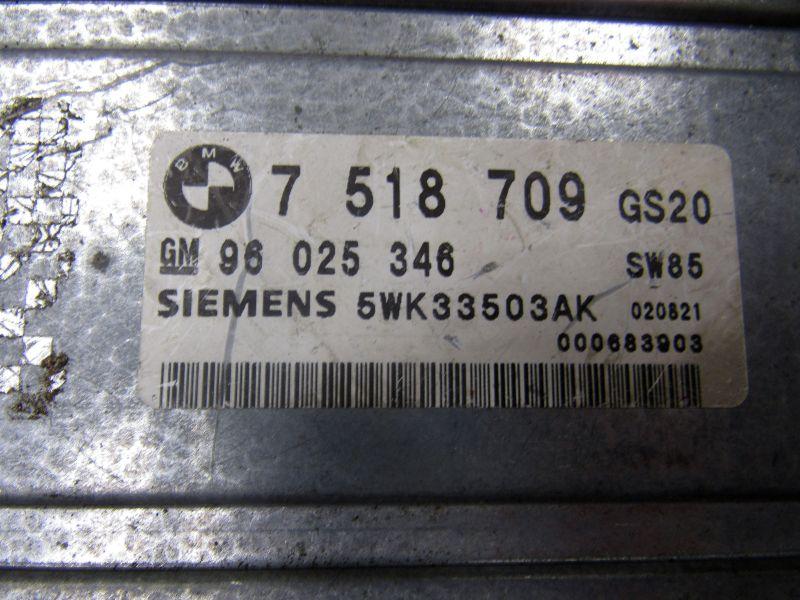 BMW 7 518 709 GS20
GM 96 025 346 SW85
SIEMENS 5WK33503AK 020821
000683903